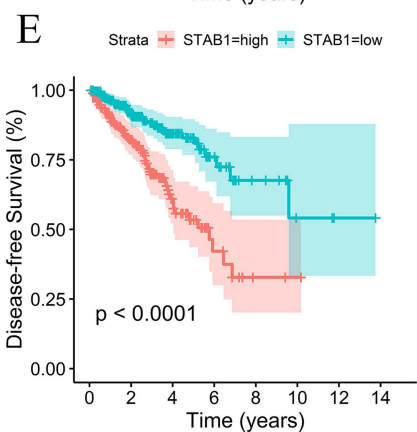 Time (years)
E
Strata STAB1=high STAB1=low
Disease-free Survival (%)
1.00
0.75
0.50
0.25
0.00
p < 0.0001
0 2 4 6 8 10 12 14
Time (years)